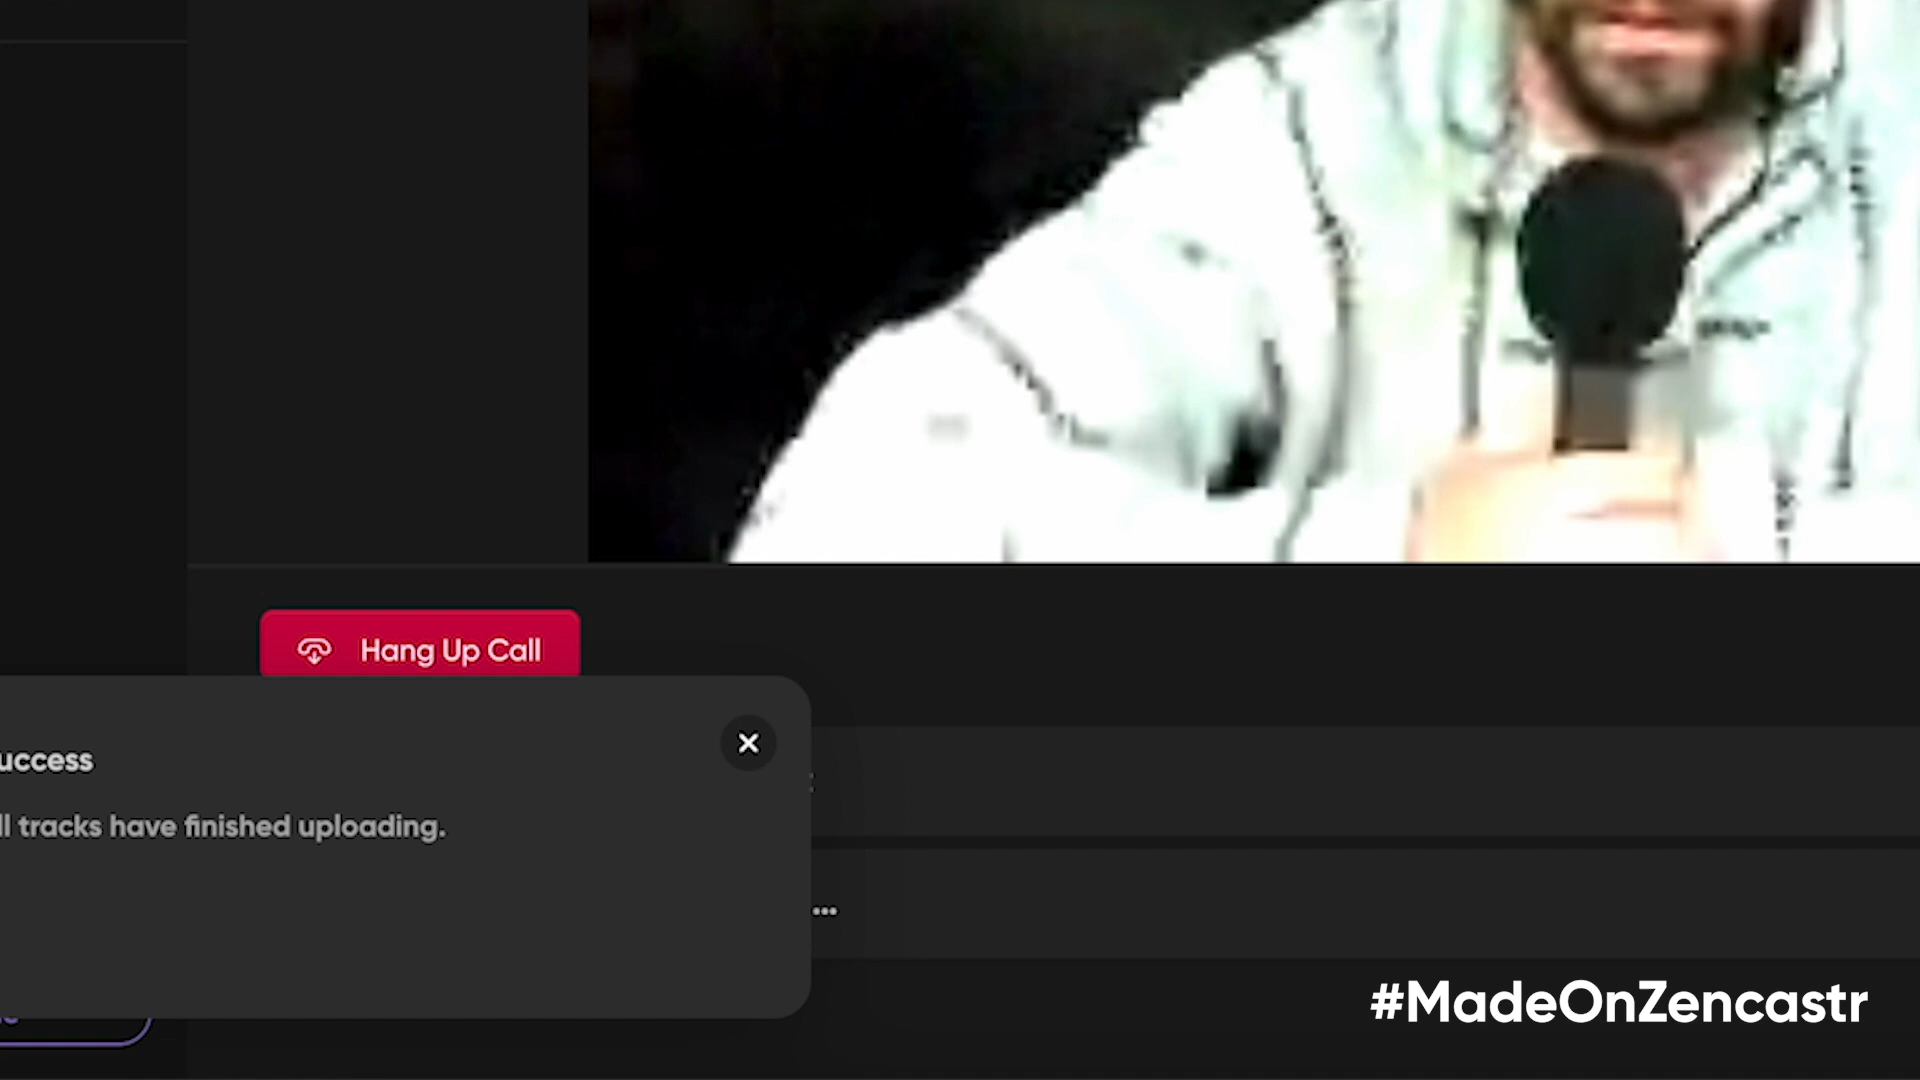 Hang Up Call
uccess
ll tracks have finished uploading.
#MadeOnZencastr